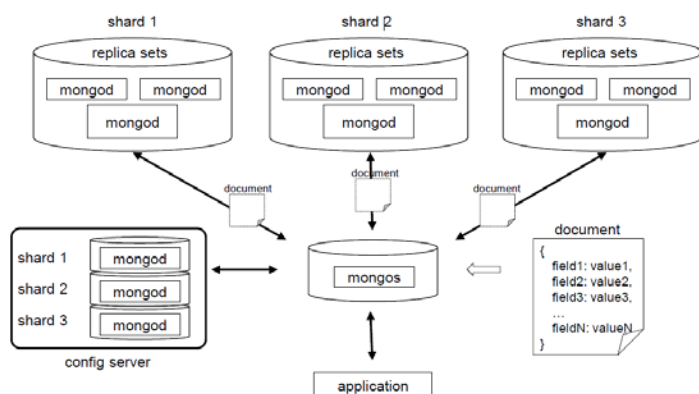 shard 1
shard 2
shard 3
replica sets
replica sets
replica sets
mongod mongod
mongod mongod
mongod mongod
mongod
mongod
mongod
document
document
document
document
{
field1: value1,
field2: value2,
field3: value3,
...
fieldN: valueN
}
shard 1 mongod
shard 2 mongod
shard 3 mongod
config server
mongos
application